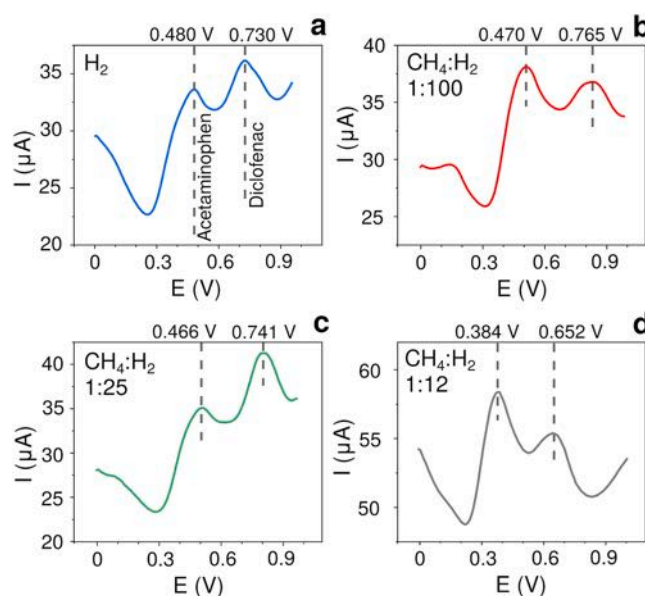 0.480 V 0.730 V a
H₂
Acetaminophen
Diclofenac
35
30
25
20
I (µA)
0 0.3 0.6 0.9
E (V)
0.470 V 0.765 V b
CH₄:H₂
1:100
40
35
30
25
I (µA)
0 0.3 0.6 0.9
E (V)
0.466 V 0.741 V c
CH₄:H₂
1:25
40
35
30
25
20
I (µA)
0 0.3 0.6 0.9
E (V)
0.384 V 0.652 V d
CH₄:H₂
1:12
60
55
50
I (µA)
0 0.3 0.6 0.9
E (V)